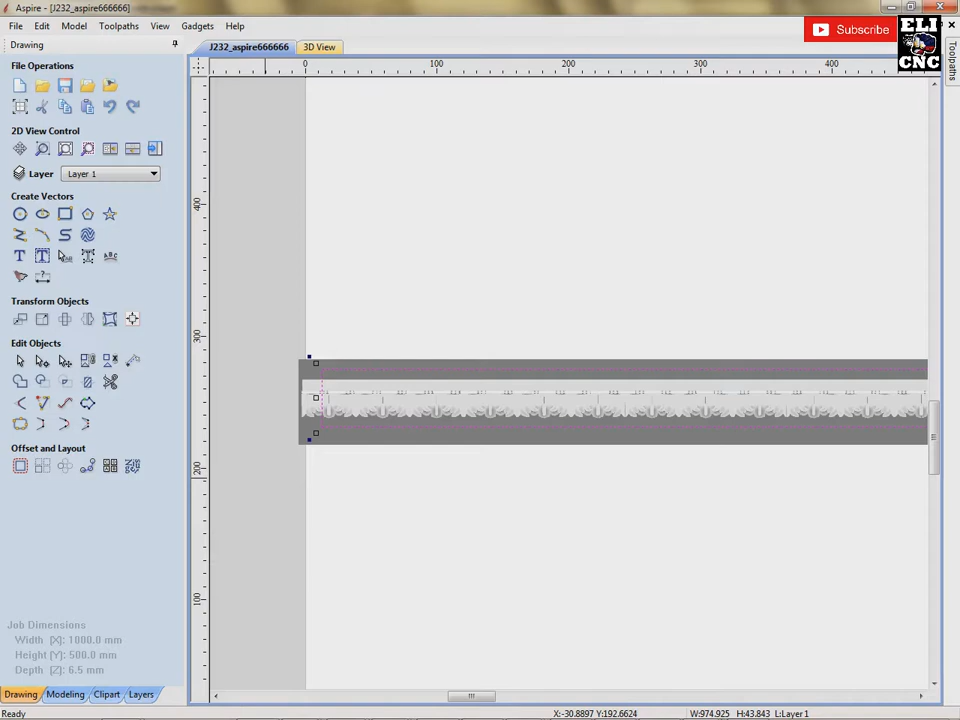 Aspire - [J232_aspire666666]
File Edit Model Toolpaths View Gadgets Help
Subscribe
ELI
CNC
Drawing
J232_aspire666666
3D View
Toolpaths
0 100 200 300 400
400
300
200
100
File Operations
2D View Control
Layer Layer 1
Create Vectors
Transform Objects
Edit Objects
Offset and Layout
Job Dimensions
Width [X]: 1000.0 mm
Height [Y]: 500.0 mm
Depth [Z]: 6.5 mm
Drawing Modeling Clipart Layers
Ready X:-30.8897 Y:192.6624 W:974.925 H:43.843 L:Layer 1